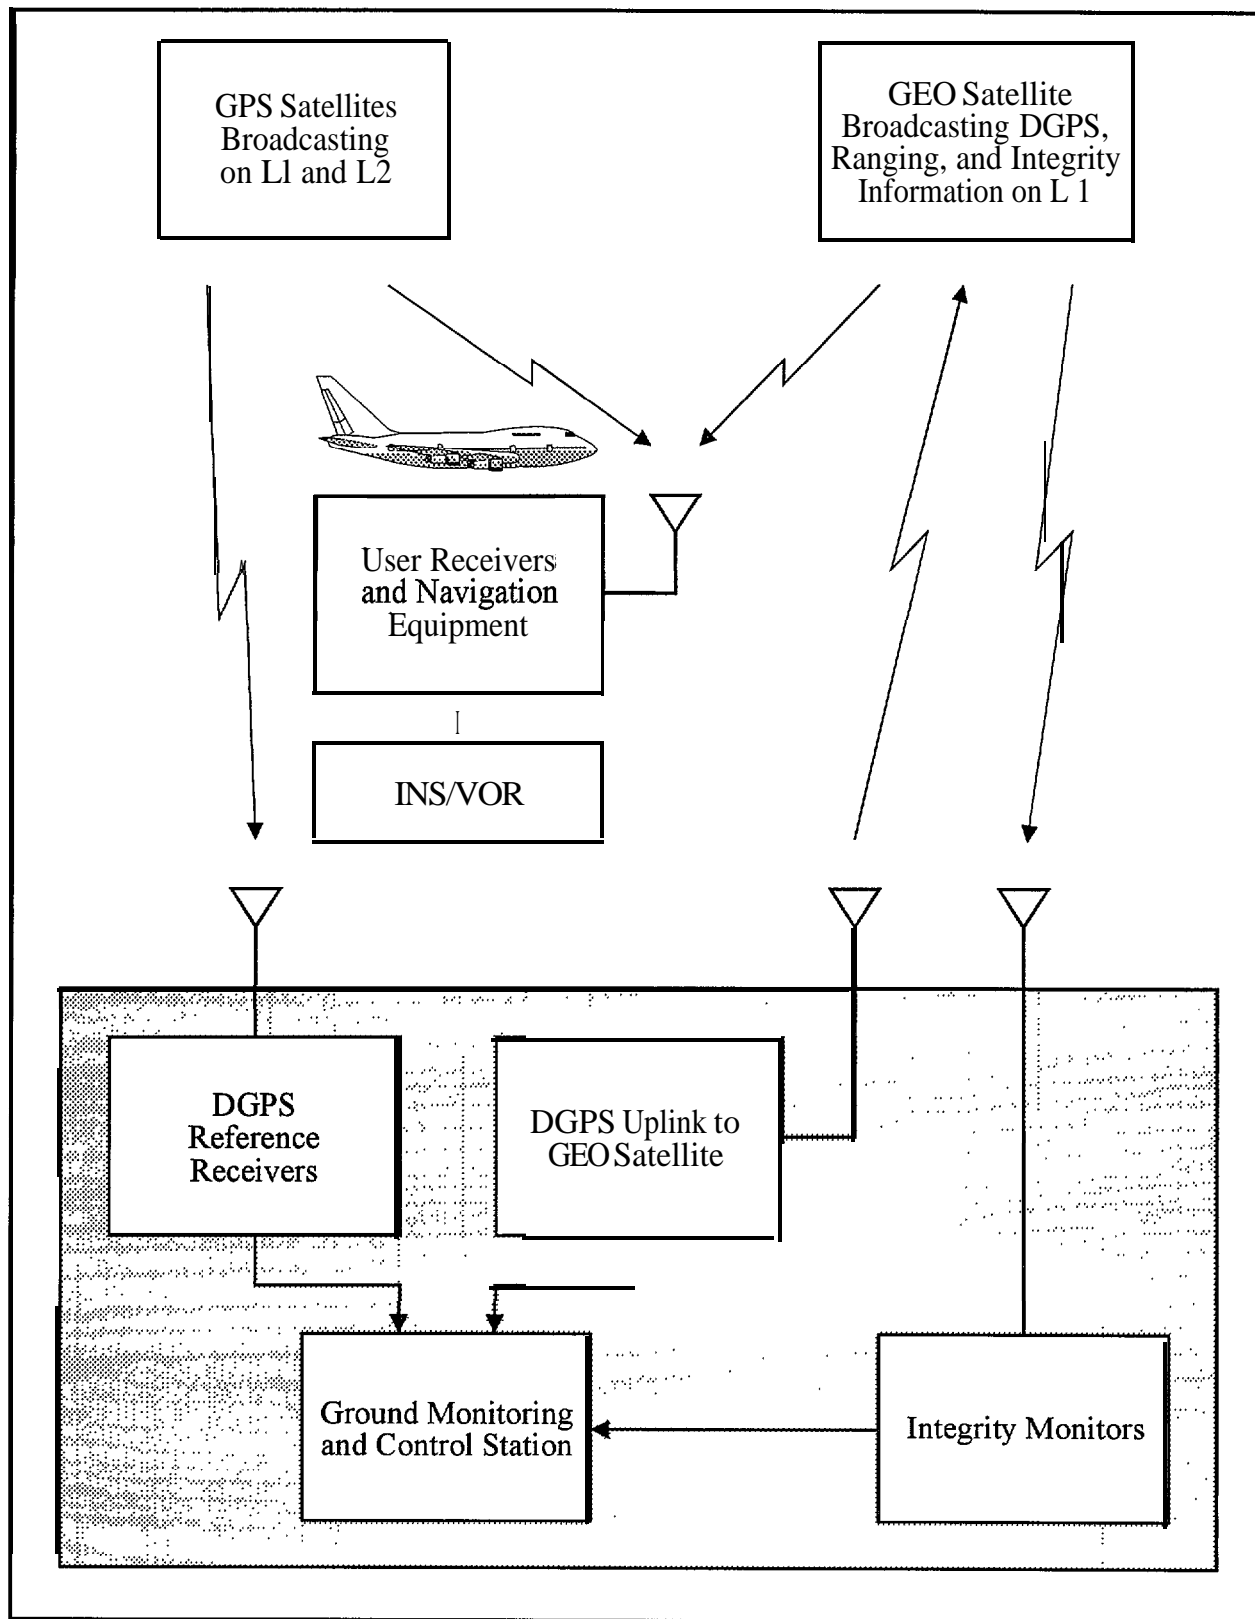 GPS Satellites
Broadcasting
on L1 and L2
GEO Satellite
Broadcasting DGPS,
Ranging, and Integrity
Information on L 1
User Receivers
and Navigation
Equipment
INS/VOR
DGPS
Reference
Receivers
DGPS Uplink to
GEO Satellite
Ground Monitoring
and Control Station
Integrity Monitors